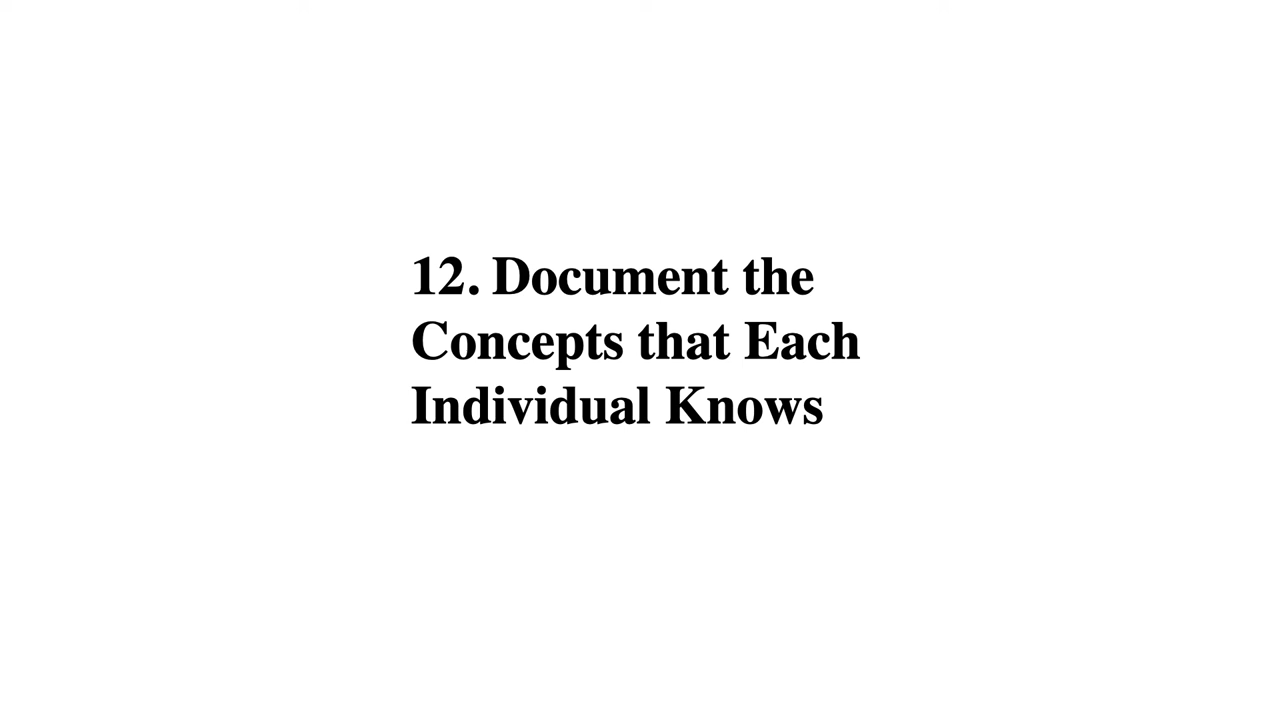 12. Document the
Concepts that Each
Individual Knows